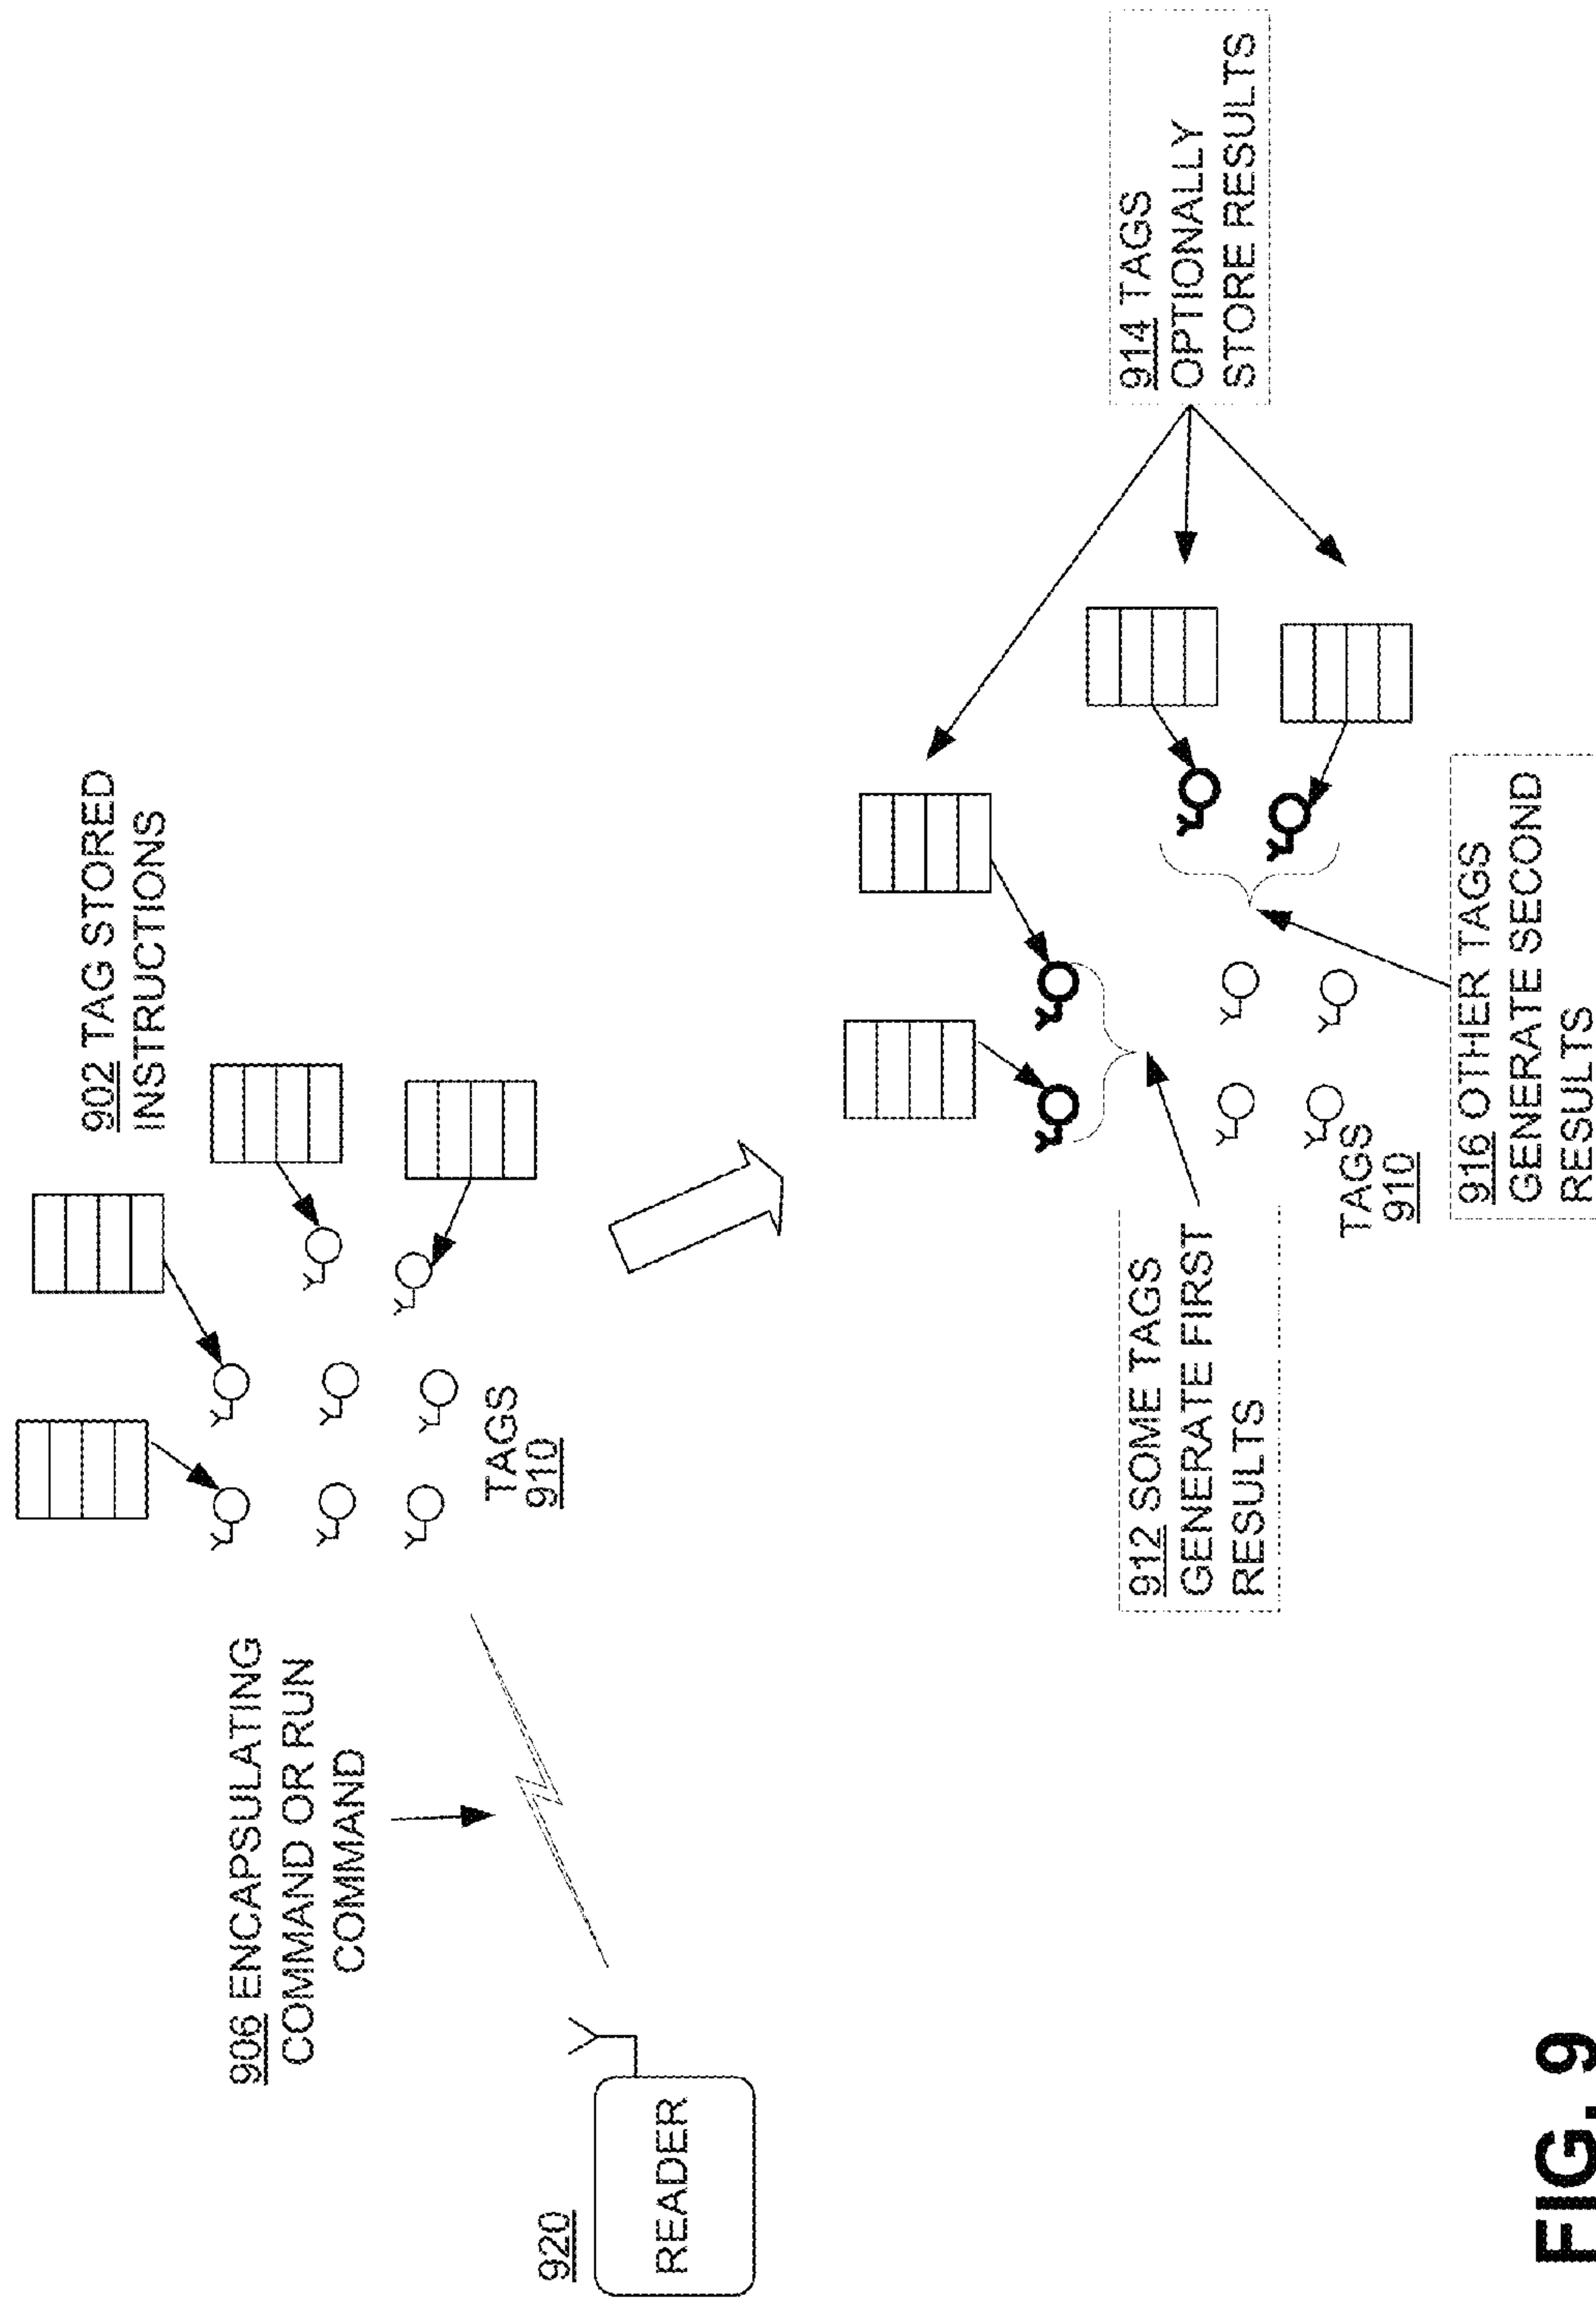 902 TAG STORED
INSTRUCTIONS
906 ENCAPSULATING
COMMAND OR RUN
COMMAND
TAGS
910
920
READER
914 TAGS
OPTIONALLY
STORE RESULTS
912 SOME TAGS
GENERATE FIRST
RESULTS
TAGS
910
916 OTHER TAGS
GENERATE SECOND
RESULTS
FIG. 9